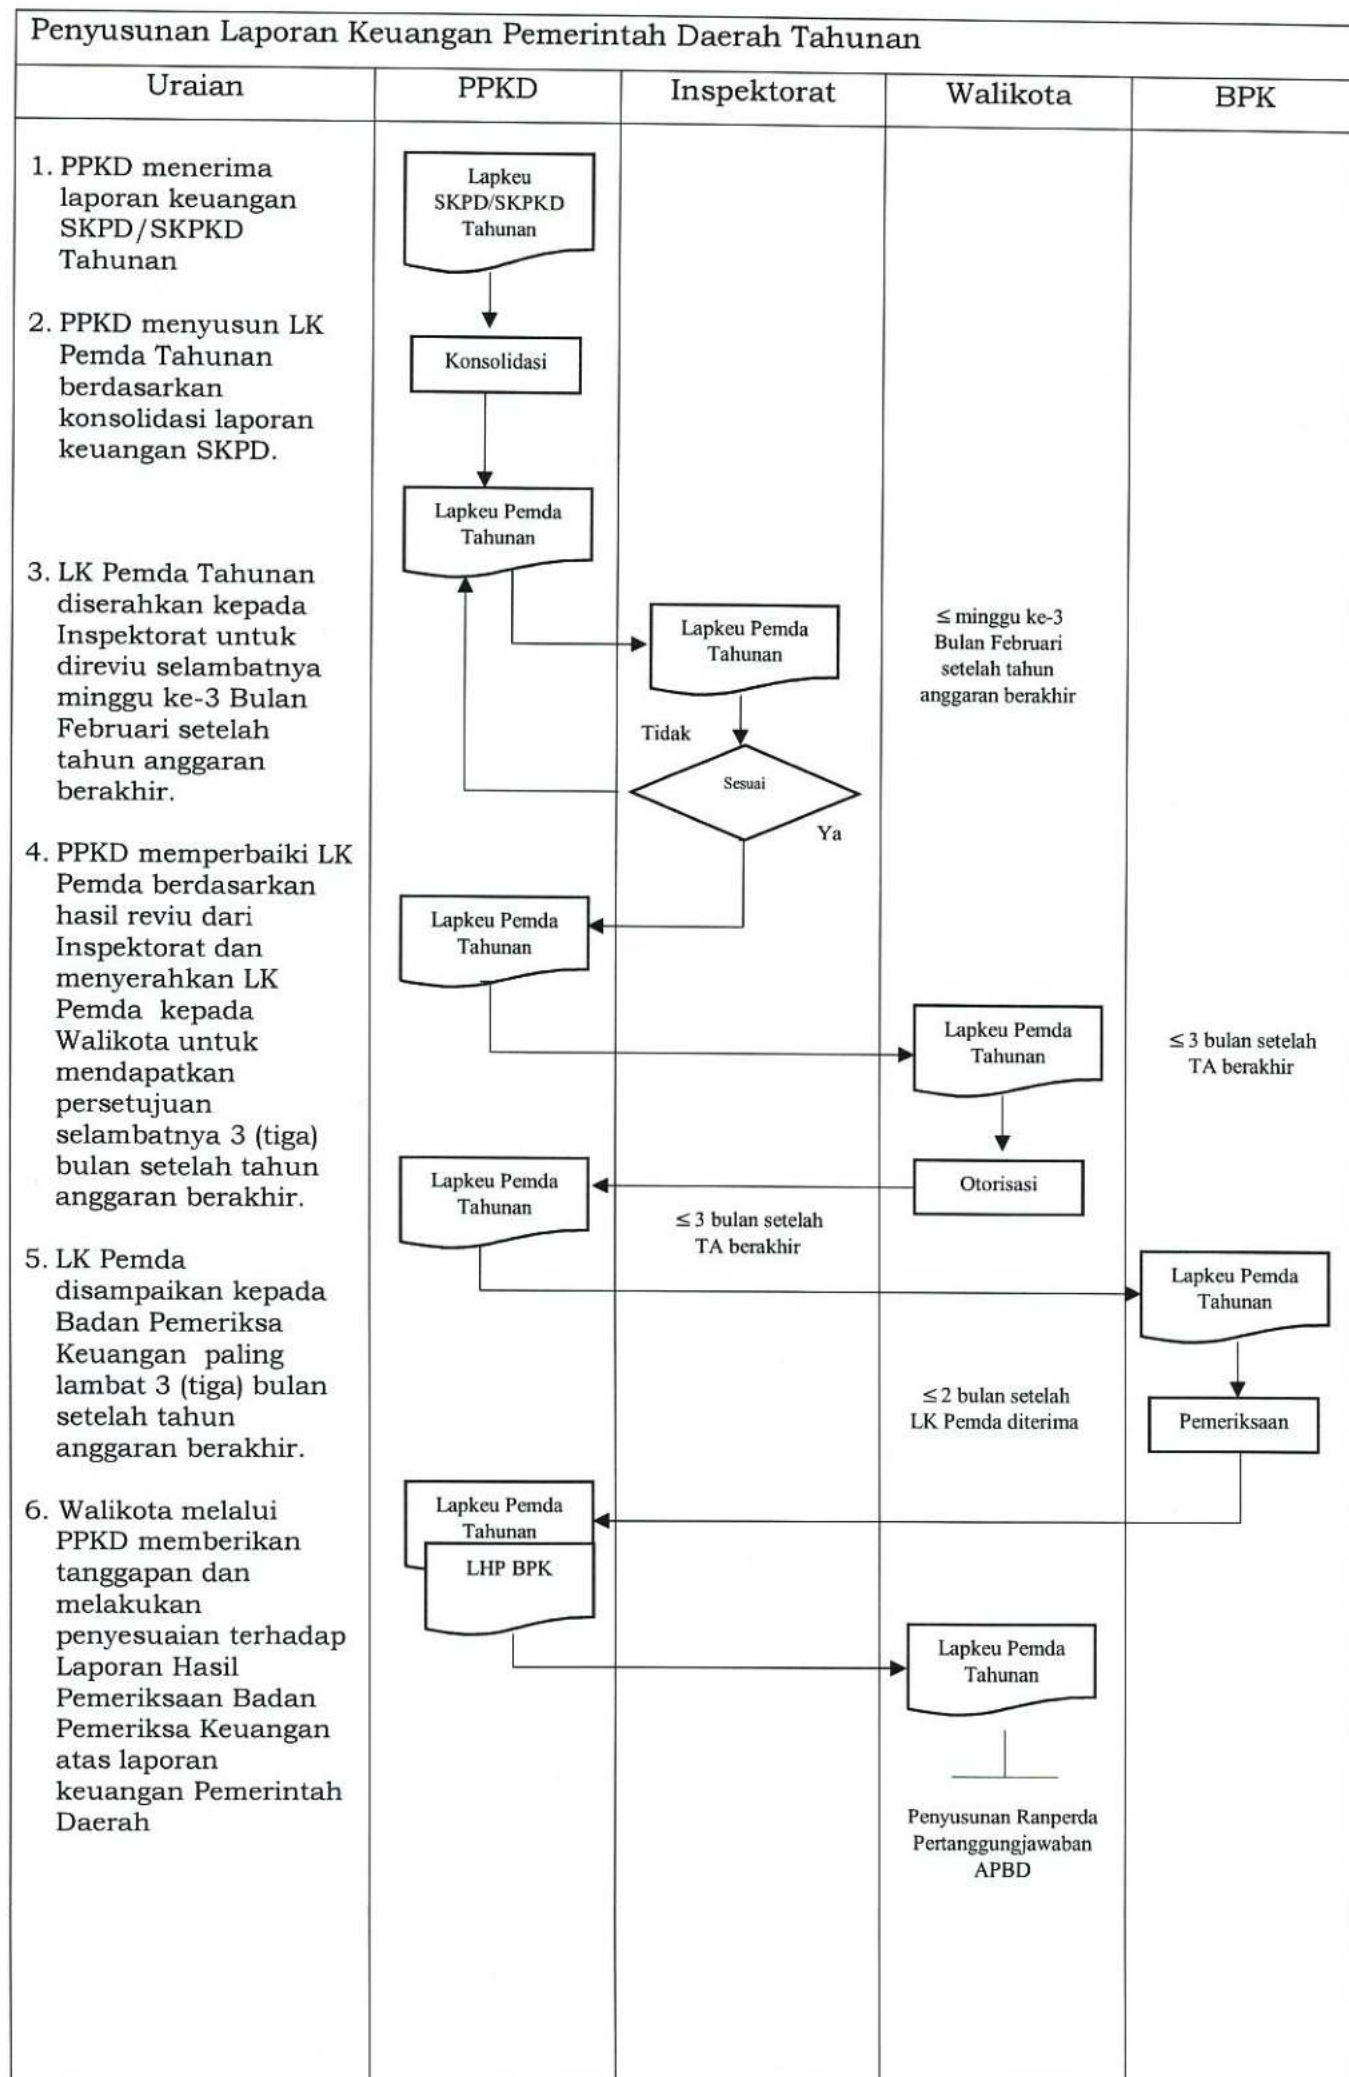 Penyusunan Laporan Keuangan Pemerintah Daerah Tahunan
Uraian
PPKD
Inspektorat
Walikota
BPK
1. PPKD menerima
laporan keuangan
SKPD/SKPKD
Tahunan
2. PPKD menyusun LK
Pemda Tahunan
berdasarkan
konsolidasi laporan
keuangan SKPD.
3. LK Pemda Tahunan
diserahkan kepada
Inspektorat untuk
direviu selambatnya
minggu ke-3 Bulan
Februari setelah
tahun anggaran
berakhir.
4. PPKD memperbaiki LK
Pemda berdasarkan
hasil reviu dari
Inspektorat dan
menyerahkan LK
Pemda kepada
Walikota untuk
mendapatkan
persetujuan
selambatnya 3 (tiga)
bulan setelah tahun
anggaran berakhir.
5. LK Pemda
disampaikan kepada
Badan Pemeriksa
Keuangan paling
lambat 3 (tiga) bulan
setelah tahun
anggaran berakhir.
6. Walikota melalui
PPKD memberikan
tanggapan dan
melakukan
penyesuaian terhadap
Laporan Hasil
Pemeriksaan Badan
Pemeriksa Keuangan
atas laporan
keuangan Pemerintah
Daerah
Lapkeu
SKPD/SKPKD
Tahunan
Konsolidasi
Lapkeu Pemda
Tahunan
Lapkeu Pemda
Tahunan
≤ minggu ke-3
Bulan Februari
setelah tahun
anggaran berakhir
Tidak
Sesuai
Ya
Lapkeu Pemda
Tahunan
Lapkeu Pemda
Tahunan
≤ 3 bulan setelah
TA berakhir
Otorisasi
Lapkeu Pemda
Tahunan
≤ 3 bulan setelah
TA berakhir
Lapkeu Pemda
Tahunan
≤ 2 bulan setelah
LK Pemda diterima
Pemeriksaan
Lapkeu Pemda
Tahunan
LHP BPK
Lapkeu Pemda
Tahunan
Penyusunan Ranperda
Pertanggungjawaban
APBD